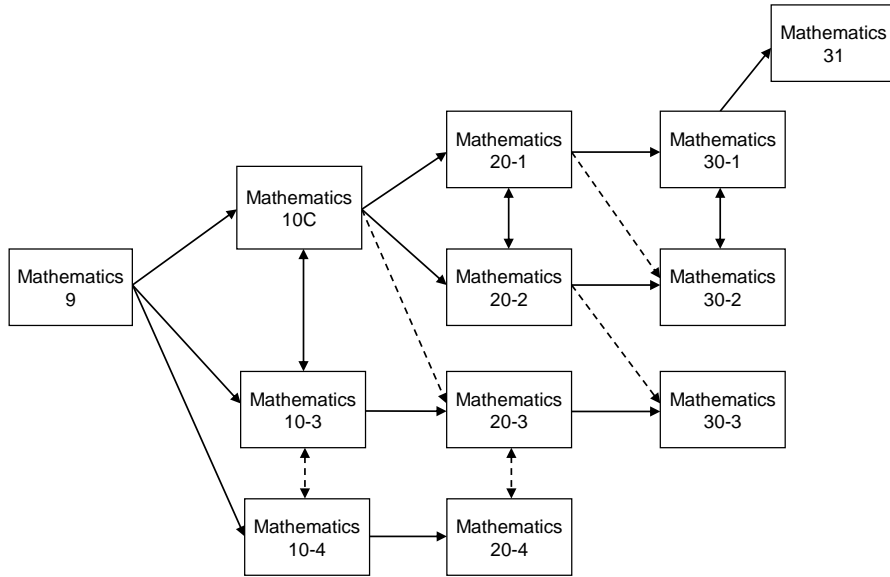 Mathematics
31
Mathematics
20-1
Mathematics
30-1
Mathematics
10C
Mathematics
9
Mathematics
20-2
Mathematics
30-2
Mathematics
10-3
Mathematics
20-3
Mathematics
30-3
Mathematics
10-4
Mathematics
20-4